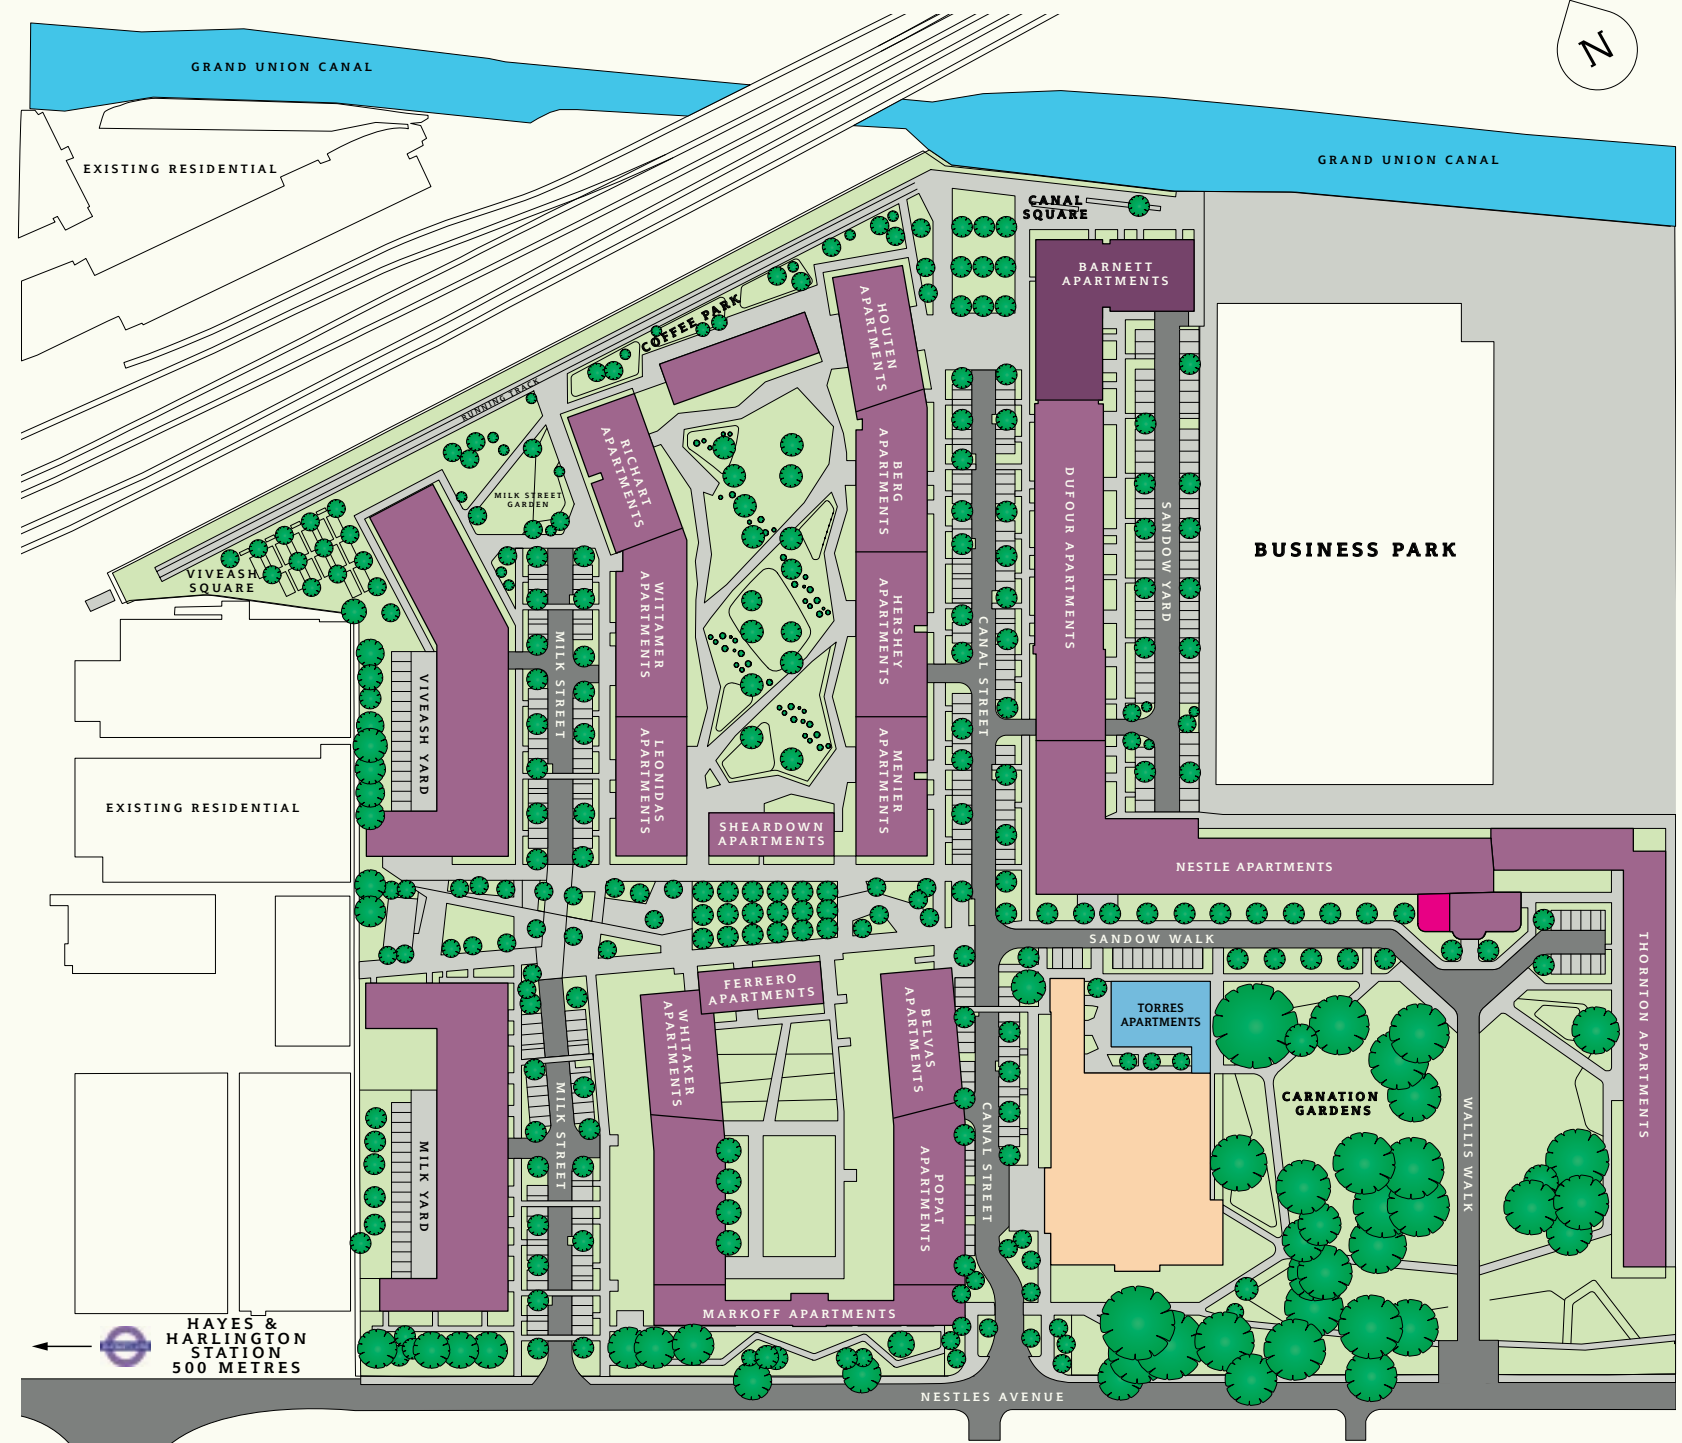 GRAND UNION CANAL
N
EXISTING RESIDENTIAL
GRAND UNION CANAL
CANAL
SQUARE
BARNETT
APARTMENTS
COFFEE PARK
HOUTEN
APARTMENTS
RUNNING TRACK
RICHART
APARTMENTS
MILK STREET
GARDEN
BERG
APARTMENTS
DUFOUR APARTMENTS
SANDOW YARD
BUSINESS PARK
VIVEASH
SQUARE
WITTAMER
APARTMENTS
HERSHEY
APARTMENTS
MILK STREET
CANAL STREET
VIVEASH YARD
LEONIDAS
APARTMENTS
MENIER
APARTMENTS
EXISTING RESIDENTIAL
SHEARDOWN
APARTMENTS
NESTLE APARTMENTS
SANDOW WALK
FERRERO
APARTMENTS
WHITAKER
APARTMENTS
BELVAS
APARTMENTS
TORRES
APARTMENTS
THORNTON APARTMENTS
CARNATION
GARDENS
MILK STREET
CANAL STREET
WALLIS WALK
MILK YARD
POPAT
APARTMENTS
MARKOFF APARTMENTS
HAYES &
HARLINGTON
STATION
500 METRES
NESTLES AVENUE